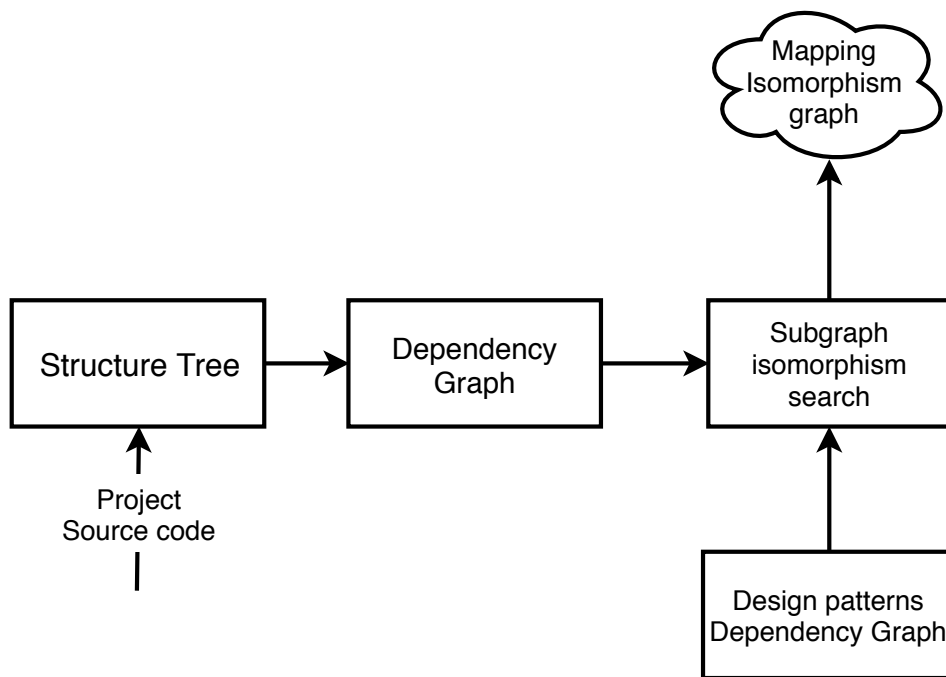 Mapping
Isomorphism
graph
Structure Tree
Dependency
Graph
Subgraph
isomorphism
search
Project
Source code
Design patterns
Dependency Graph